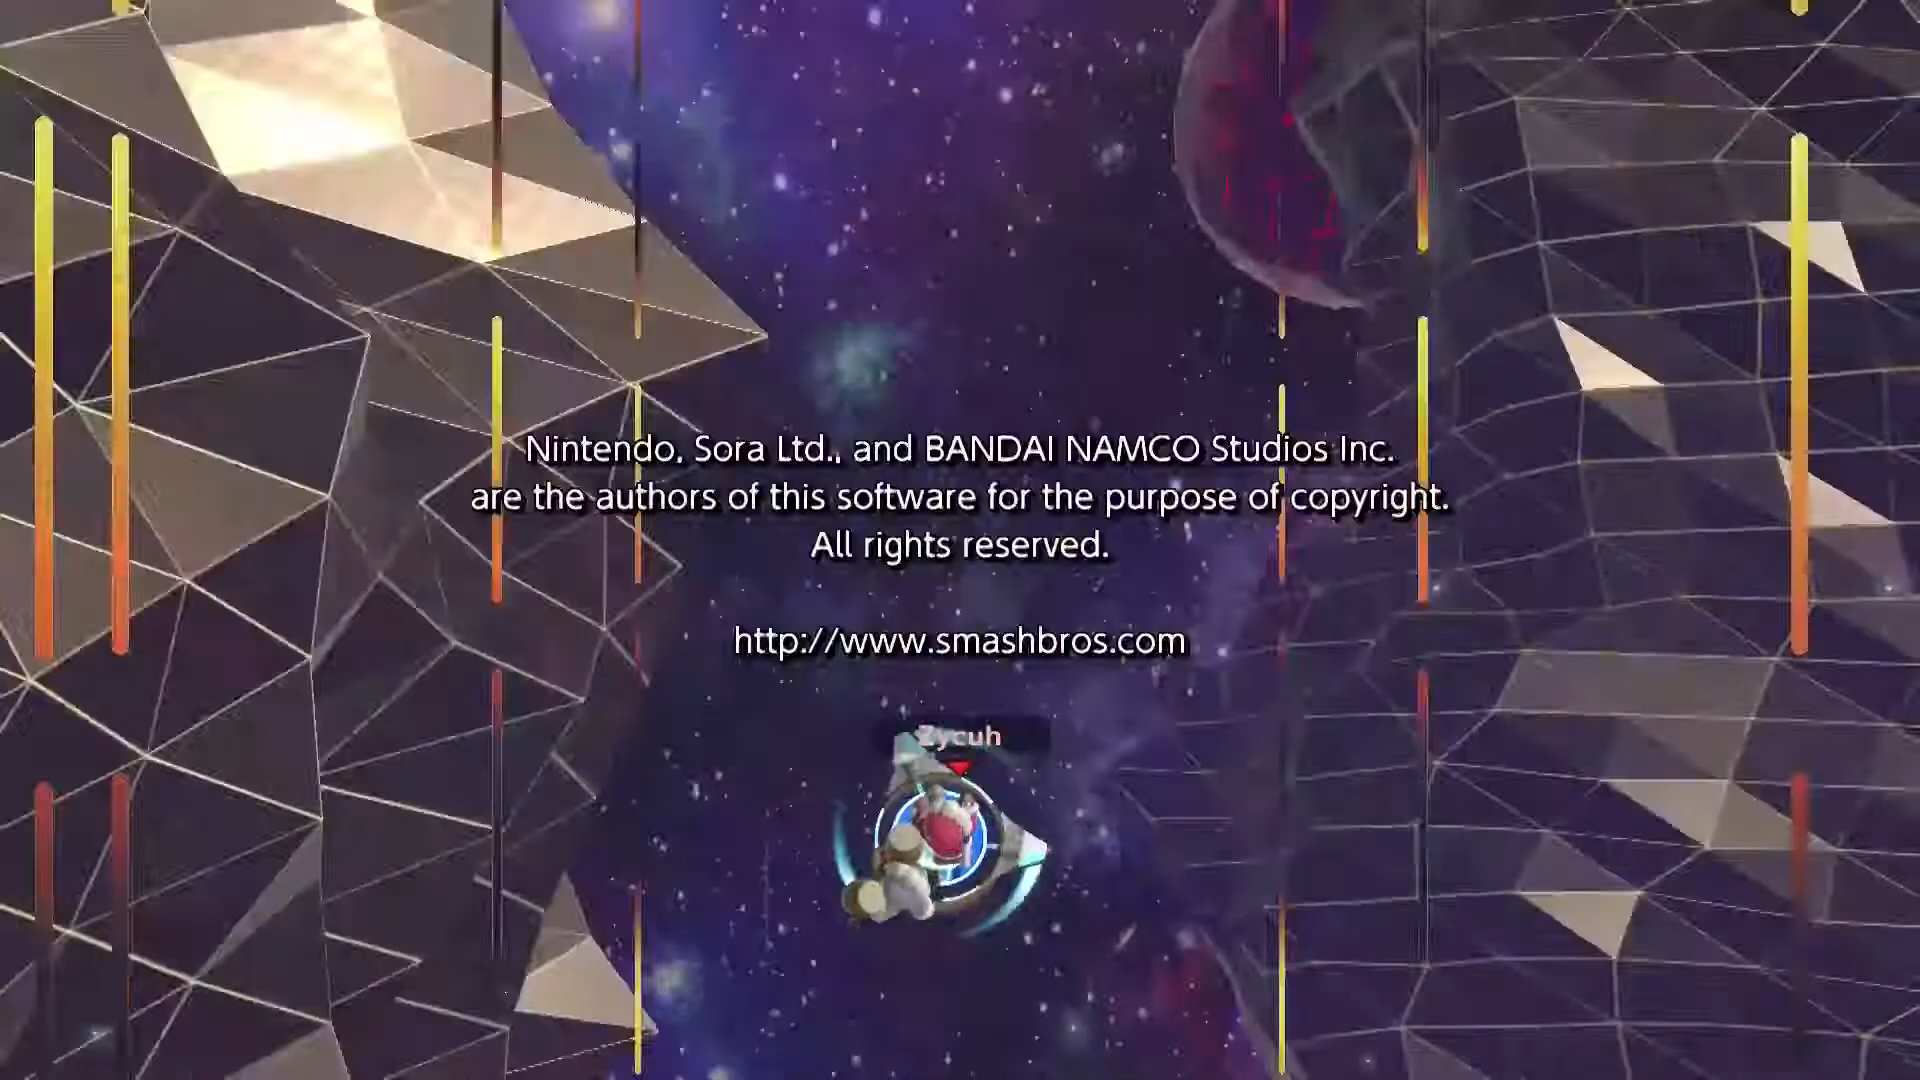 Nintendo, Sora Ltd., and BANDAI NAMCO Studios Inc.
are the authors of this software for the purpose of copyright.
All rights reserved.
http://www.smashbros.com
Zycuh